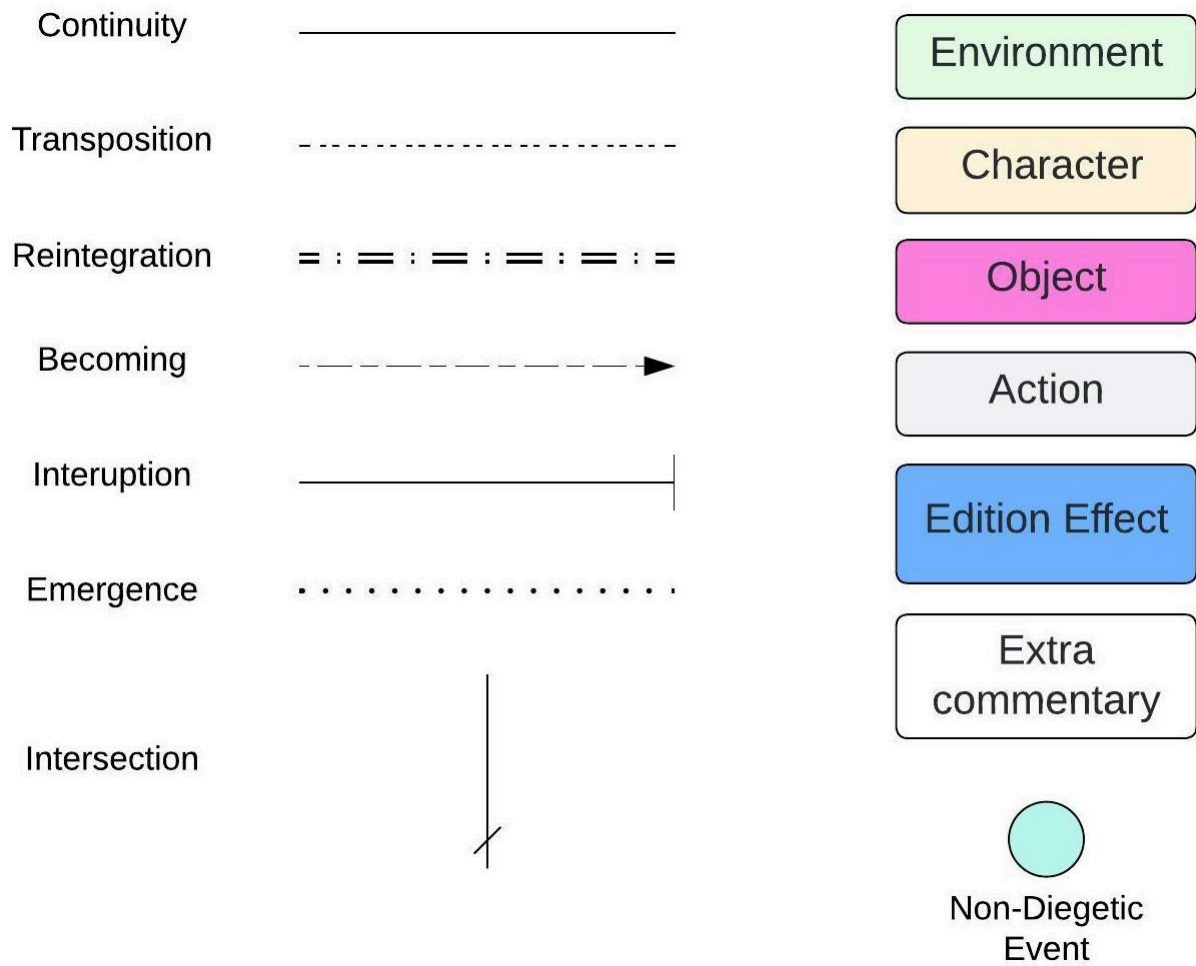 Continuity
Transposition
Reintegration
Becoming
Interuption
Emergence
Intersection
Environment
Character
Object
Action
Edition Effect
Extra
commentary
Non-Diegetic
Event